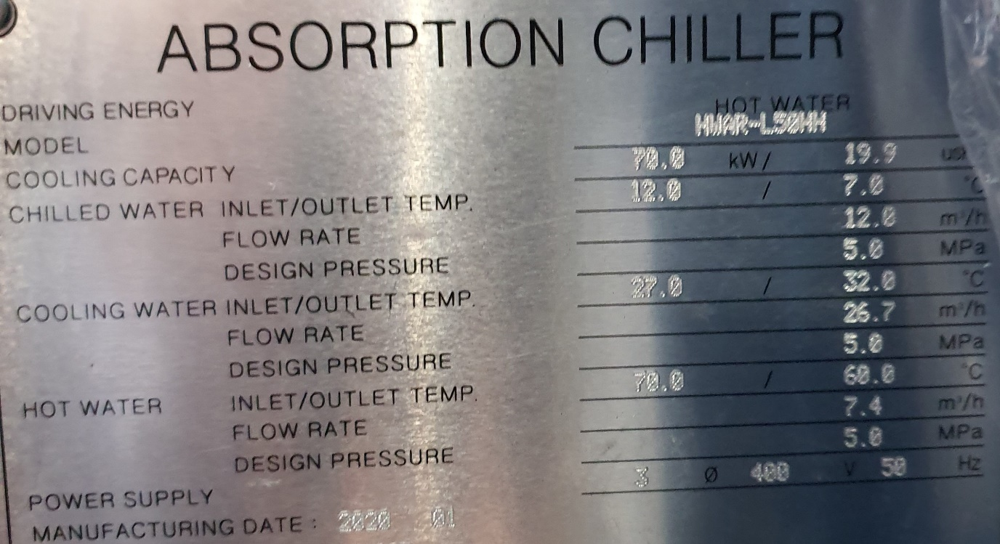 ABSORPTION CHILLER
DRIVING ENERGY HOT WATER
MODEL HWAR-L50HH
COOLING CAPACITY 70.0 kW / 19.9
CHILLED WATER INLET/OUTLET TEMP. 12.0 / 7.0 °C
FLOW RATE 12.0 m³/h
DESIGN PRESSURE 5.0 MPa
COOLING WATER INLET/OUTLET TEMP. 27.0 / 32.0 °C
FLOW RATE 26.7 m³/h
DESIGN PRESSURE 5.0 MPa
HOT WATER INLET/OUTLET TEMP. 70.0 / 60.0 °C
FLOW RATE 7.4 m³/h
DESIGN PRESSURE 5.0 MPa
POWER SUPPLY 3 Ø 400 V 50 Hz
MANUFACTURING DATE : 2020 01